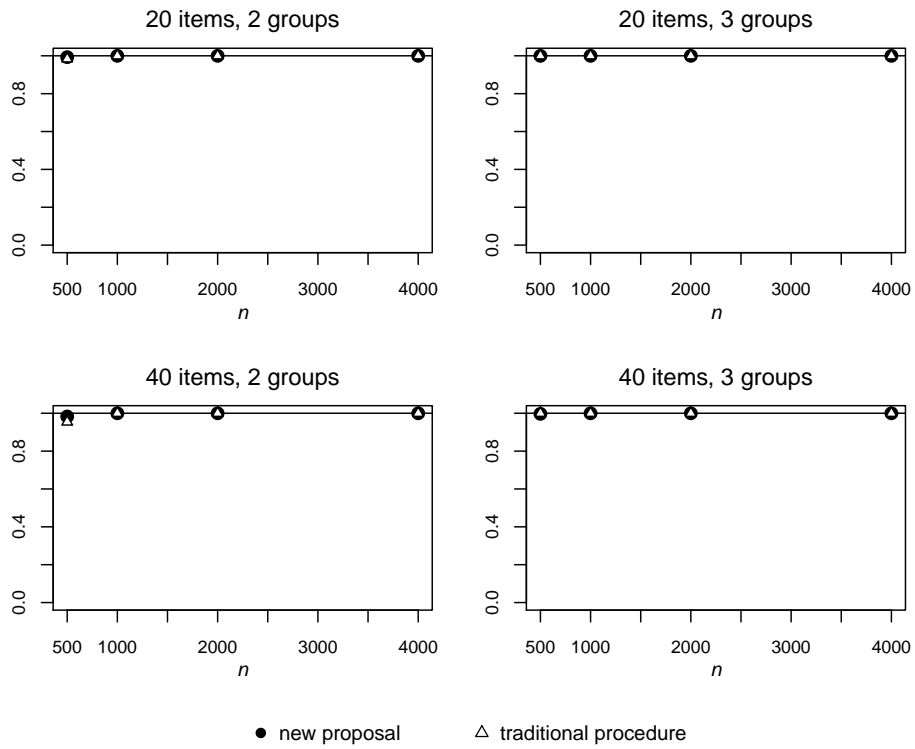 20 items, 2 groups
0.0 0.4 0.8
500 1000 2000 3000 4000
n
20 items, 3 groups
0.0 0.4 0.8
500 1000 2000 3000 4000
n
40 items, 2 groups
0.0 0.4 0.8
500 1000 2000 3000 4000
n
40 items, 3 groups
0.0 0.4 0.8
500 1000 2000 3000 4000
n
new proposal
traditional procedure